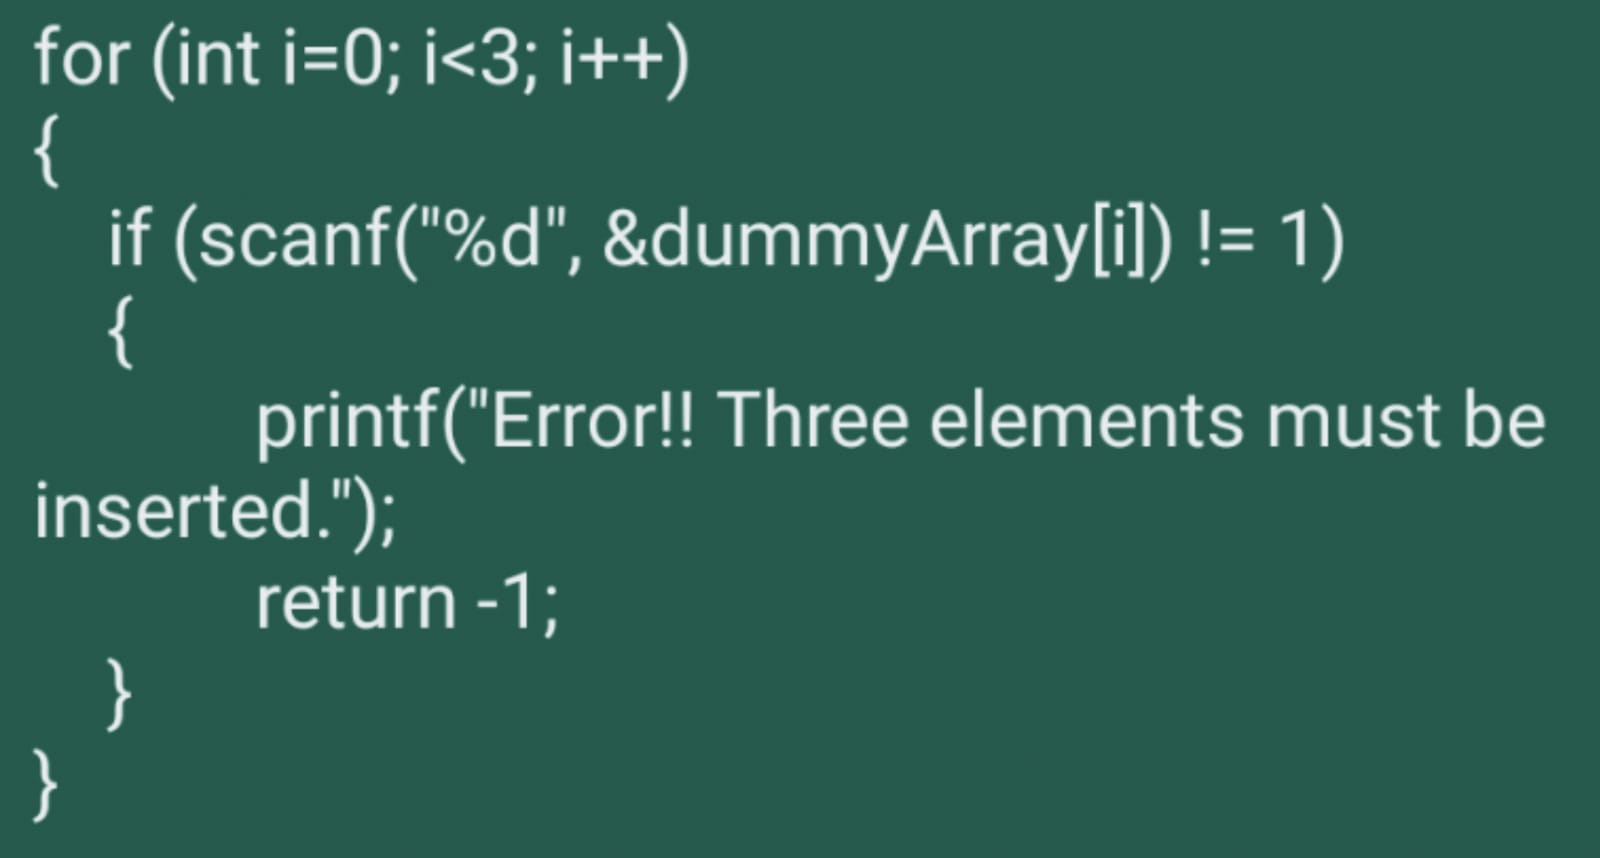 for (int i=0; i<3; i++)
{
if (scanf("%d", &dummyArray[i]) != 1)
{
printf("Error!! Three elements must be
inserted.");
return -1;
}
}